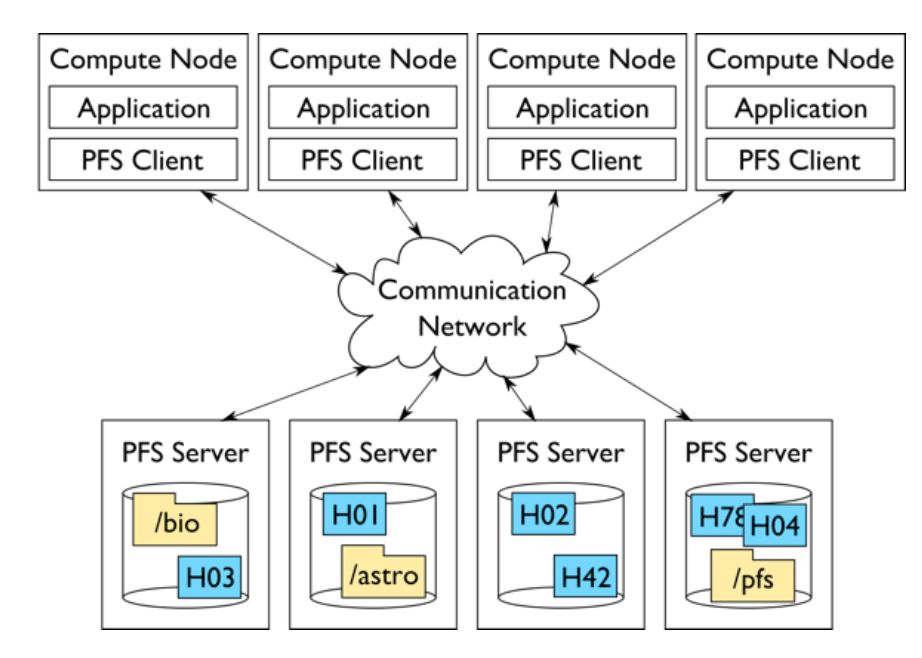 Compute Node
Application
PFS Client
Compute Node
Application
PFS Client
Compute Node
Application
PFS Client
Compute Node
Application
PFS Client
Communication
Network
PFS Server
/bio
H03
PFS Server
H01
/astro
PFS Server
H02
H42
PFS Server
H78
H04
/pfs